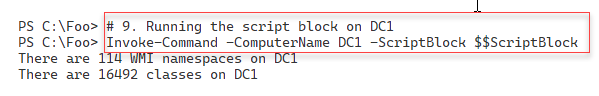 PS C:\Foo> # 9. Running the script block on DC1
PS C:\Foo> Invoke-Command -ComputerName DC1 -ScriptBlock $$ScriptBlock
There are 114 WMI namespaces on DC1
There are 16492 classes on DC1